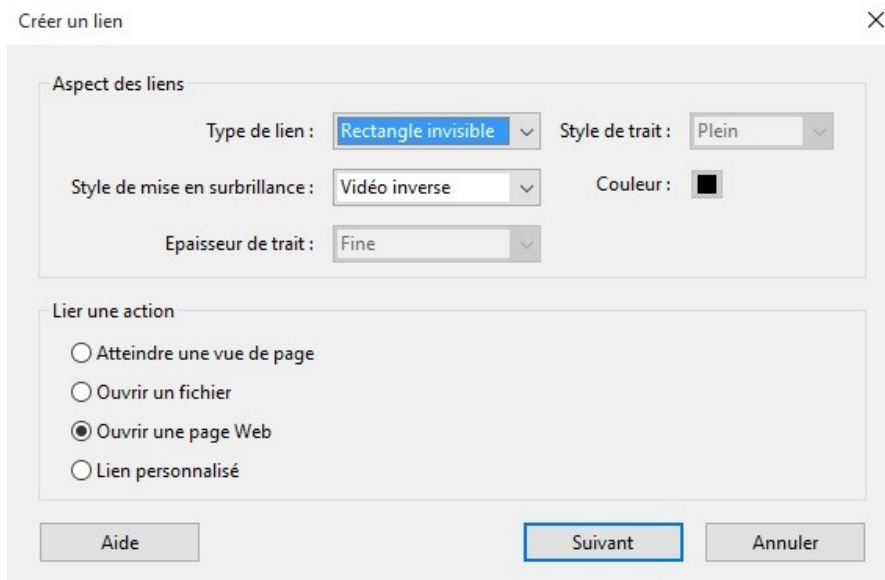 Créer un lien
Aspect des liens
Type de lien : Rectangle invisible Style de trait : Plein
Style de mise en surbrillance : Vidéo inverse Couleur :
Epaisseur de trait : Fine
Lier une action
Atteindre une vue de page
Ouvrir un fichier
Ouvrir une page Web
Lien personnalisé
Aide Suivant Annuler